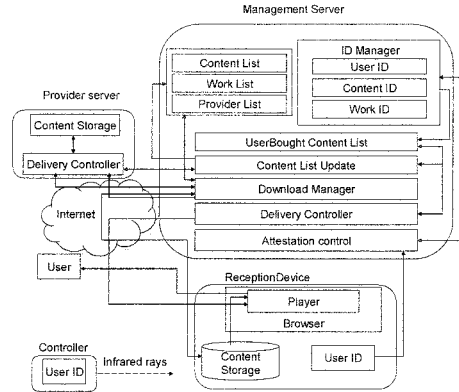 Management Server
Content List
Work List
Provider List
ID Manager
User ID
Content ID
Work ID
Provider server
Content Storage
Delivery Controller
UserBought Content List
Content List Update
Download Manager
Delivery Controller
Attestation control
Internet
User
ReceptionDevice
Player
Browser
Content
Storage
User ID
Controller
User ID
Infrared rays